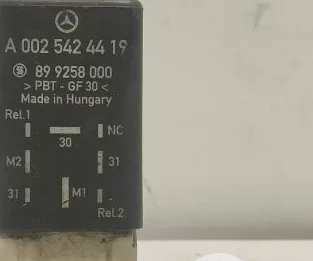 A 002 542 44 19
89 9258 000
> PBT - GF 30 <
Made in Hungary
Rel.1
NC
30
M2
31
31
M1
-
Rel.2